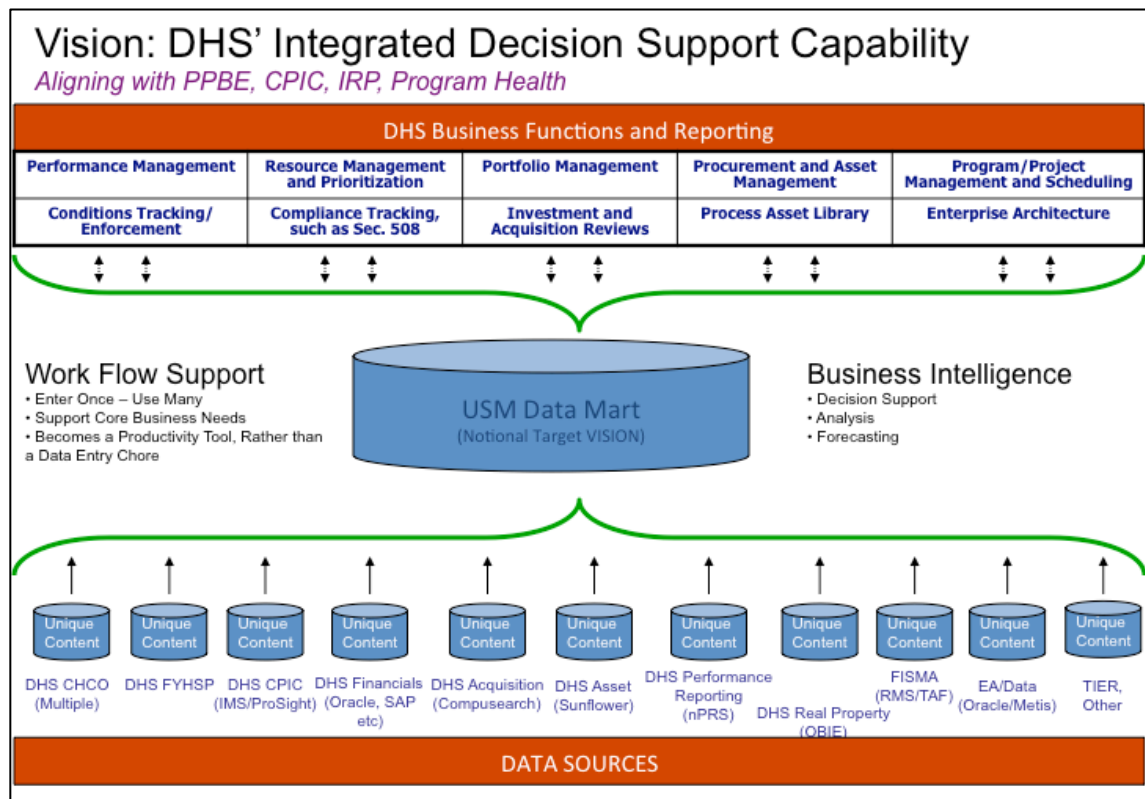 Vision: DHS’ Integrated Decision Support Capability
Aligning with PPBE, CPIC, IRP, Program Health
DHS Business Functions and Reporting
Performance Management
Resource Management
and Prioritization
Portfolio Management
Procurement and Asset
Management
Program/Project
Management and Scheduling
Conditions Tracking/
Enforcement
Compliance Tracking,
such as Sec. 508
Investment and
Acquisition Reviews
Process Asset Library
Enterprise Architecture
Work Flow Support
• Enter Once – Use Many
• Support Core Business Needs
• Becomes a Productivity Tool, Rather than
a Data Entry Chore
USM Data Mart
(Notional Target VISION)
Business Intelligence
• Decision Support
• Analysis
• Forecasting
Unique
Content
Unique
Content
Unique
Content
Unique
Content
Unique
Content
Unique
Content
Unique
Content
Unique
Content
Unique
Content
Unique
Content
Unique
Content
DHS CHCO
(Multiple)
DHS FYHSP
DHS CPIC
(IMS/ProSight)
DHS Financials
(Oracle, SAP
etc)
DHS Acquisition
(Compusearch)
DHS Asset
(Sunflower)
DHS Performance
Reporting
(nPRS)
DHS Real Property
(OBIE)
FISMA
(RMS/TAF)
EA/Data
(Oracle/Metis)
TIER,
Other
DATA SOURCES